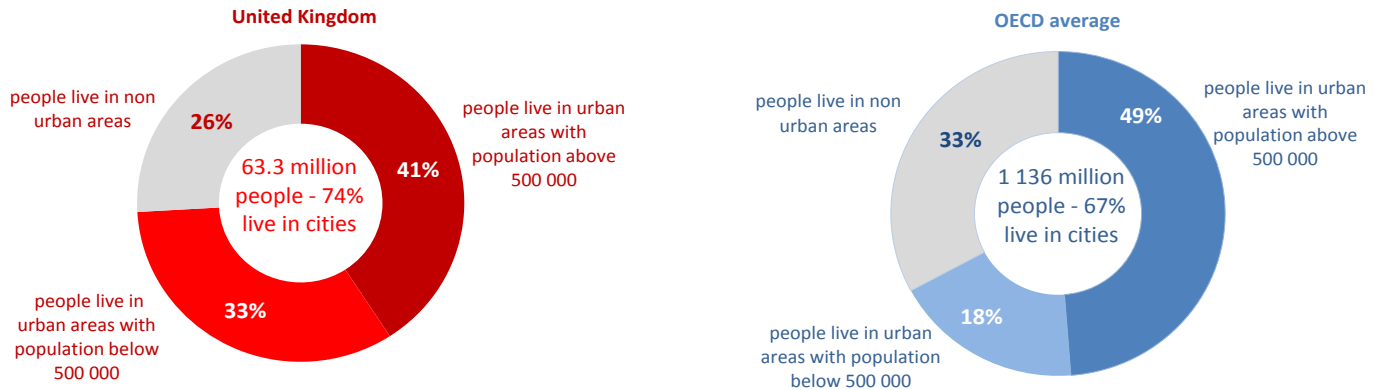 United Kingdom
people live in non
urban areas
26%
people live in urban
areas with
population above
500 000
41%
63.3 million
people - 74%
live in cities
33%
people live in
urban areas with
population below
500 000
OECD average
people live in non
urban areas
33%
49%
people live in urban
areas with
population above
500 000
1 136 million
people - 67%
live in cities
18%
people live in urban
areas with population
below 500 000